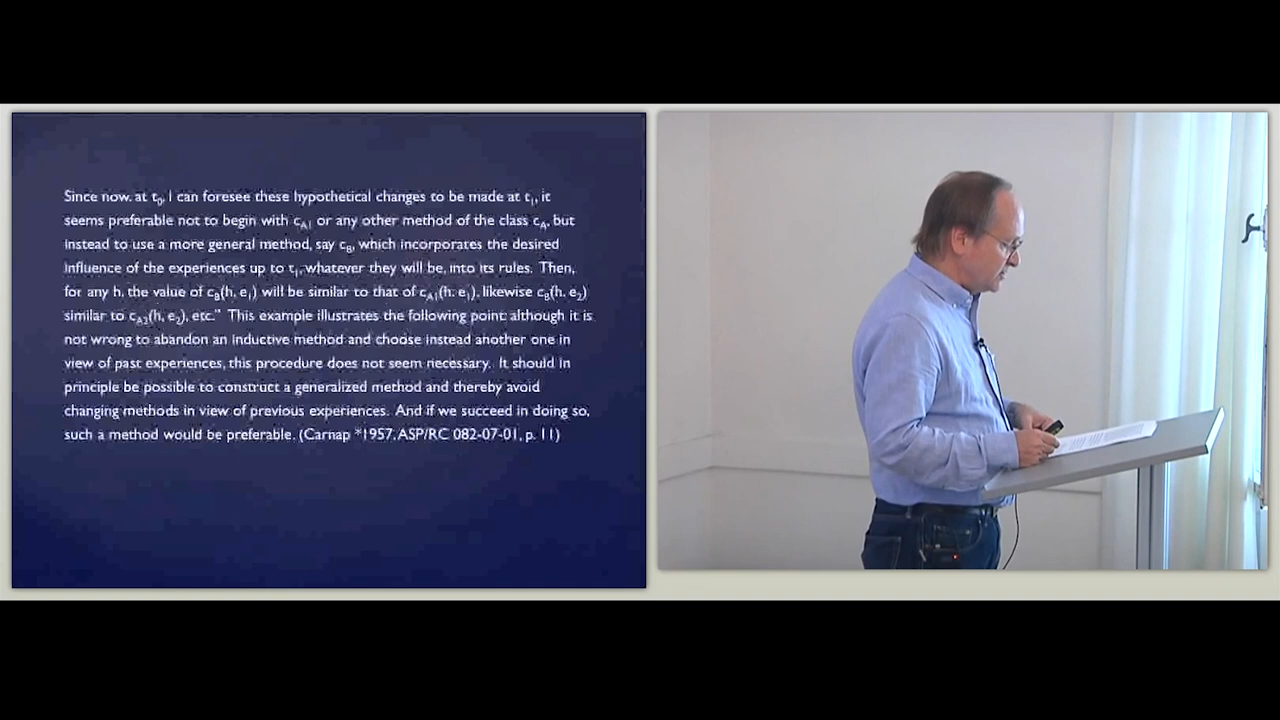 Since now, at t₀, I can foresee these hypothetical changes to be made at t₁, it
seems preferable not to begin with c_A1 or any other method of the class c_A, but
instead to use a more general method, say c_B, which incorporates the desired
influence of the experiences up to t₁, whatever they will be, into its rules. Then,
for any h, the value of c_B(h, e₁) will be similar to that of c_A1(h, e₁), likewise c_B(h, e₂)
similar to c_A2(h, e₂), etc." This example illustrates the following point: although it is
not wrong to abandon an inductive method and choose instead another one in
view of past experiences, this procedure does not seem necessary. It should in
principle be possible to construct a generalized method and thereby avoid
changing methods in view of previous experiences. And if we succeed in doing so,
such a method would be preferable. (Carnap *1957, ASP/RC 082-07-01, p. 11)